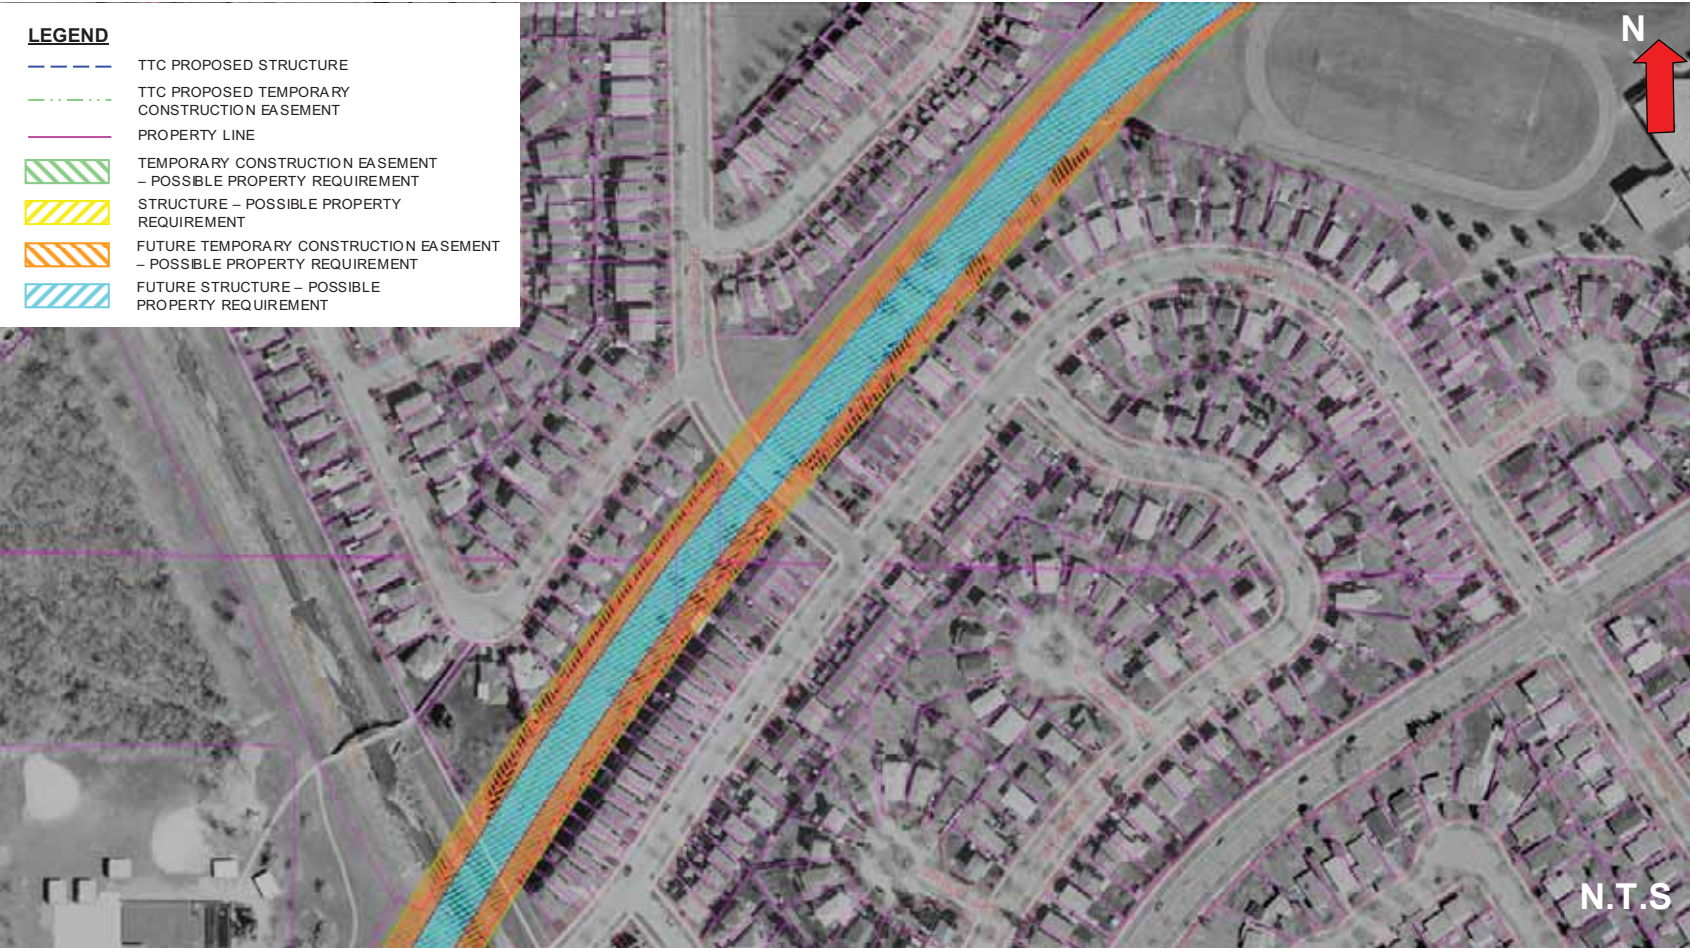 LEGEND
TTC PROPOSED STRUCTURE
TTC PROPOSED TEMPORARY
CONSTRUCTION EASEMENT
PROPERTY LINE
TEMPORARY CONSTRUCTION EASEMENT
– POSSIBLE PROPERTY REQUIREMENT
STRUCTURE – POSSIBLE PROPERTY
REQUIREMENT
FUTURE TEMPORARY CONSTRUCTION EASEMENT
– POSSIBLE PROPERTY REQUIREMENT
FUTURE STRUCTURE – POSSIBLE
PROPERTY REQUIREMENT
N
N.T.S